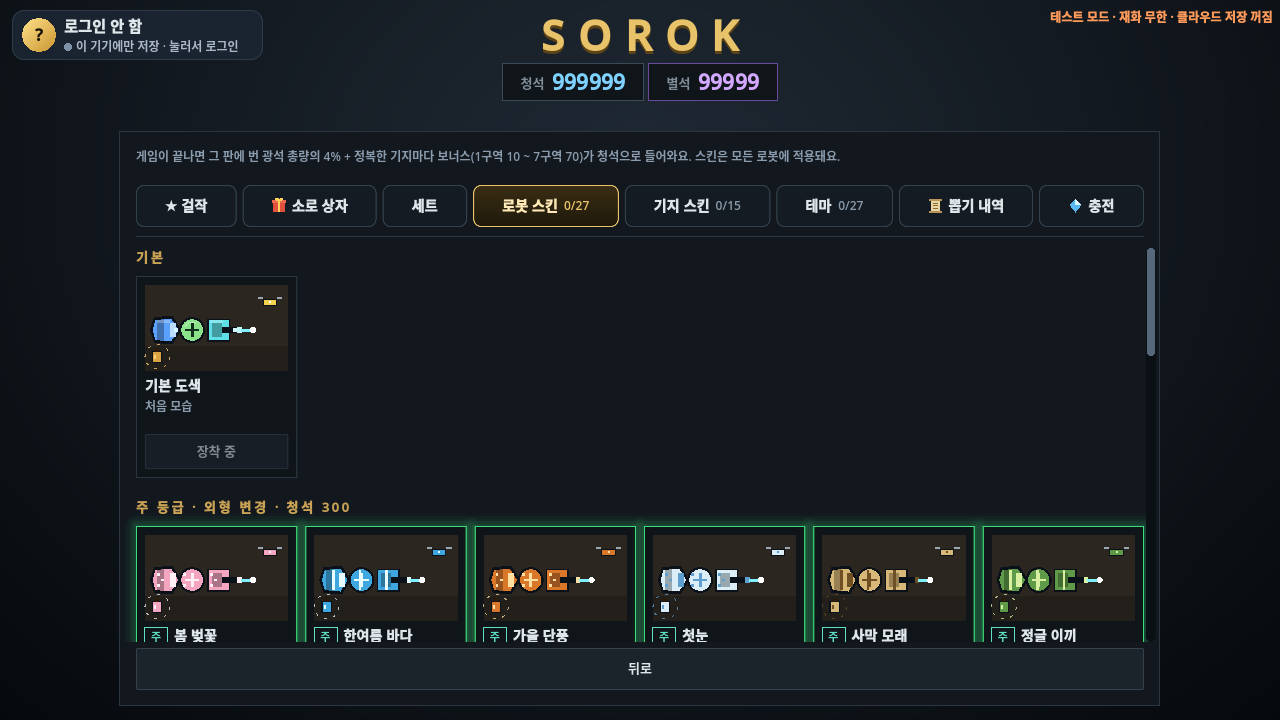 ?
로그인 안 함
이 기기에만 저장 · 눌러서 로그인
SOROK
테스트 모드 · 재화 무한 · 클라우드 저장 꺼짐
청석 999999
별석 99999
게임이 끝나면 그 판에 번 광석 총량의 4% + 정복한 기지마다 보너스(1구역 10 ~ 7구역 70)가 청석으로 들어와요. 스킨은 모든 로봇에 적용돼요.
★ 걸작
소로 상자
세트
로봇 스킨 0/27
기지 스킨 0/15
테마 0/27
뽑기 내역
충전
기본
기본 도색
처음 모습
장착 중
주 등급 · 외형 변경 · 청석 300
주 봄 벚꽃
주 한여름 바다
주 가을 단풍
주 첫눈
주 사막 모래
주 정글 이끼
뒤로